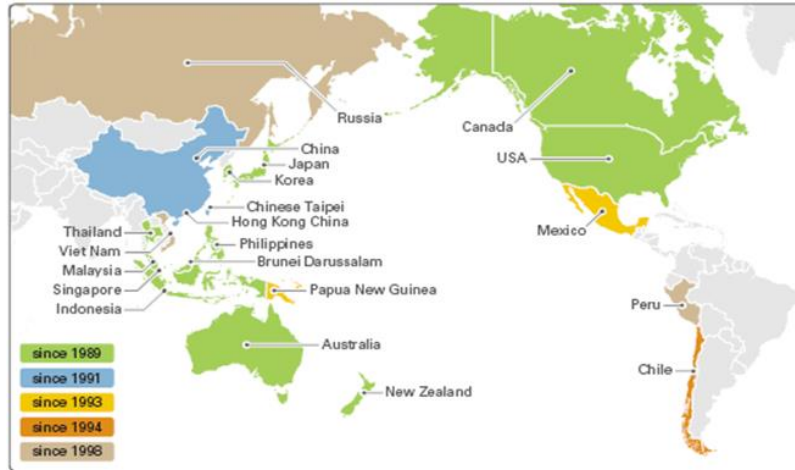 Russia
Canada
China
Japan
USA
Korea
Chinese Taipei
Hong Kong China
Mexico
Thailand
Philippines
Viet Nam
Brunei Darussalam
Malaysia
Singapore
Papua New Guinea
Indonesia
Peru
Australia
since 1989
Chile
since 1991
New Zealand
since 1993
since 1994
since 1998